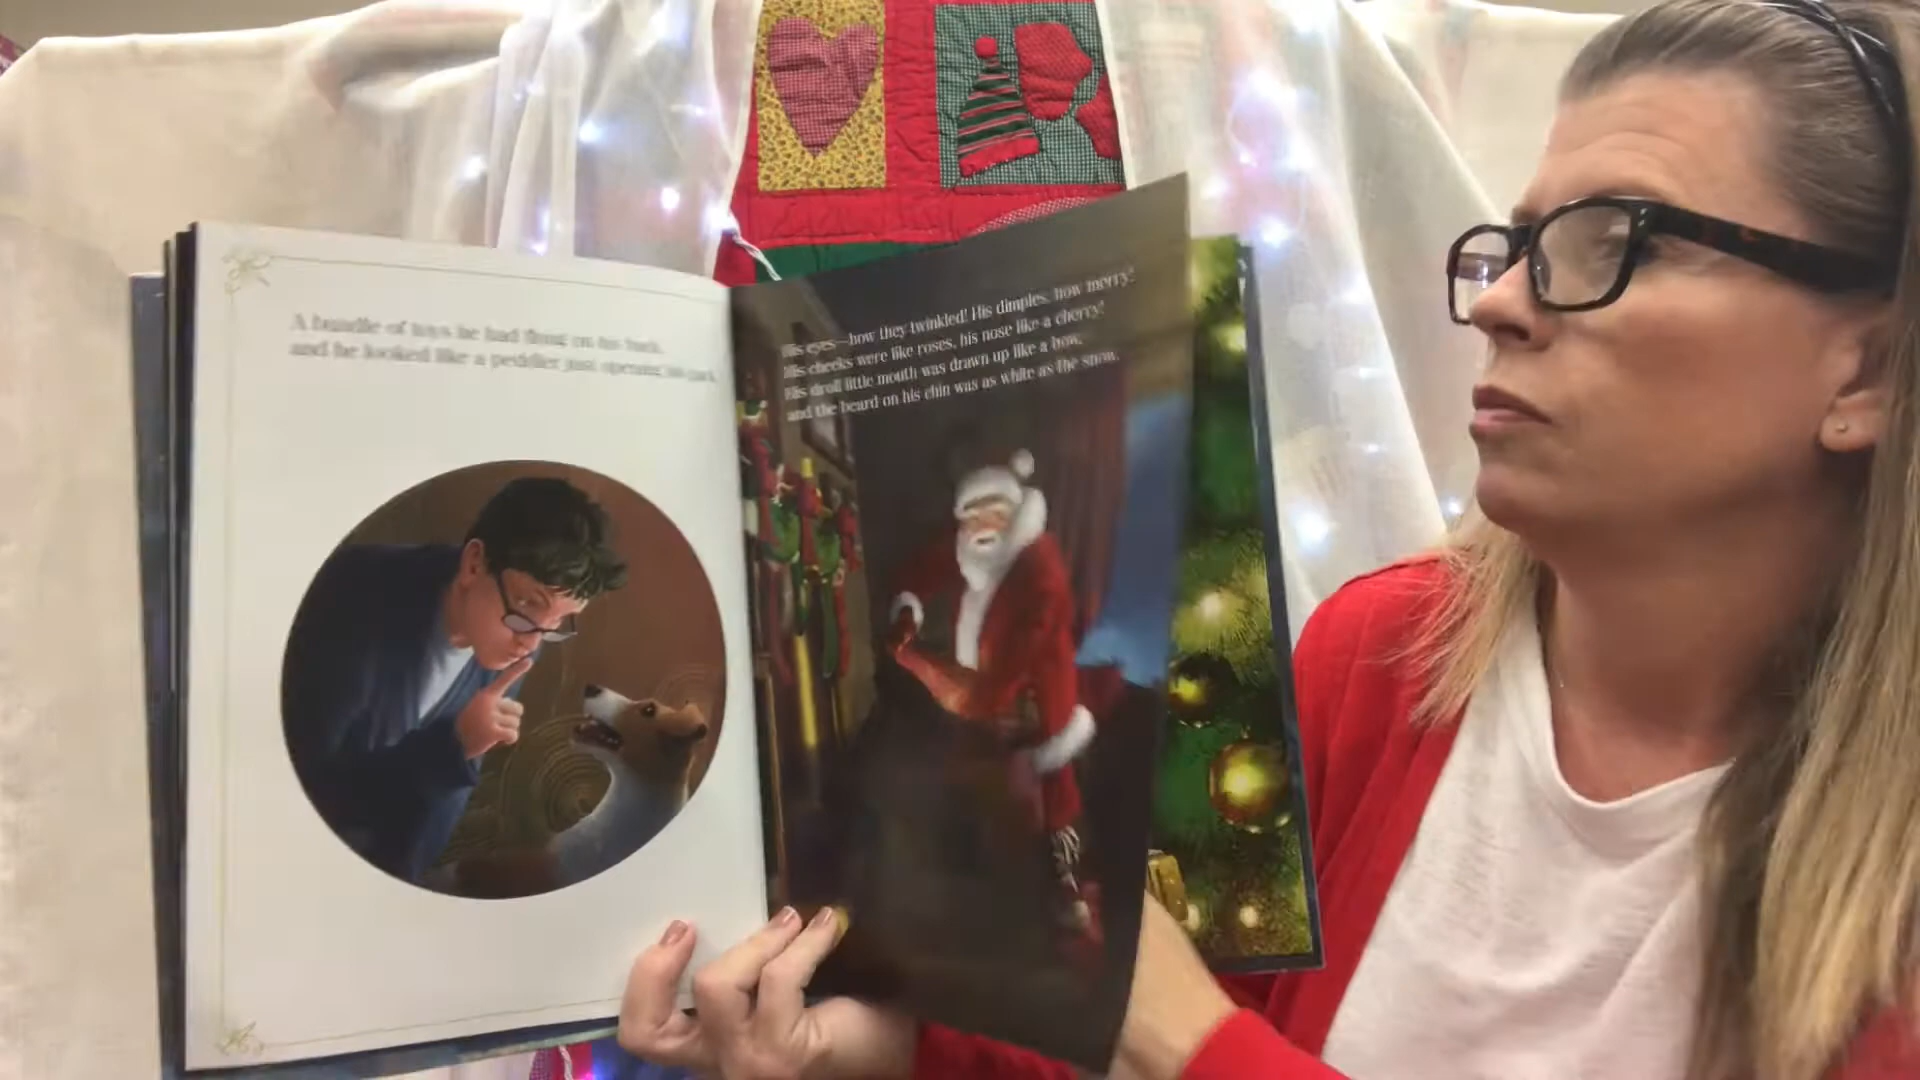 A bundle of toys he had flung on his back,
and he looked like a peddler just opening his pack.
His eyes—how they twinkled! His dimples, how merry!
His cheeks were like roses, his nose like a cherry!
His droll little mouth was drawn up like a bow,
and the beard on his chin was as white as the snow.